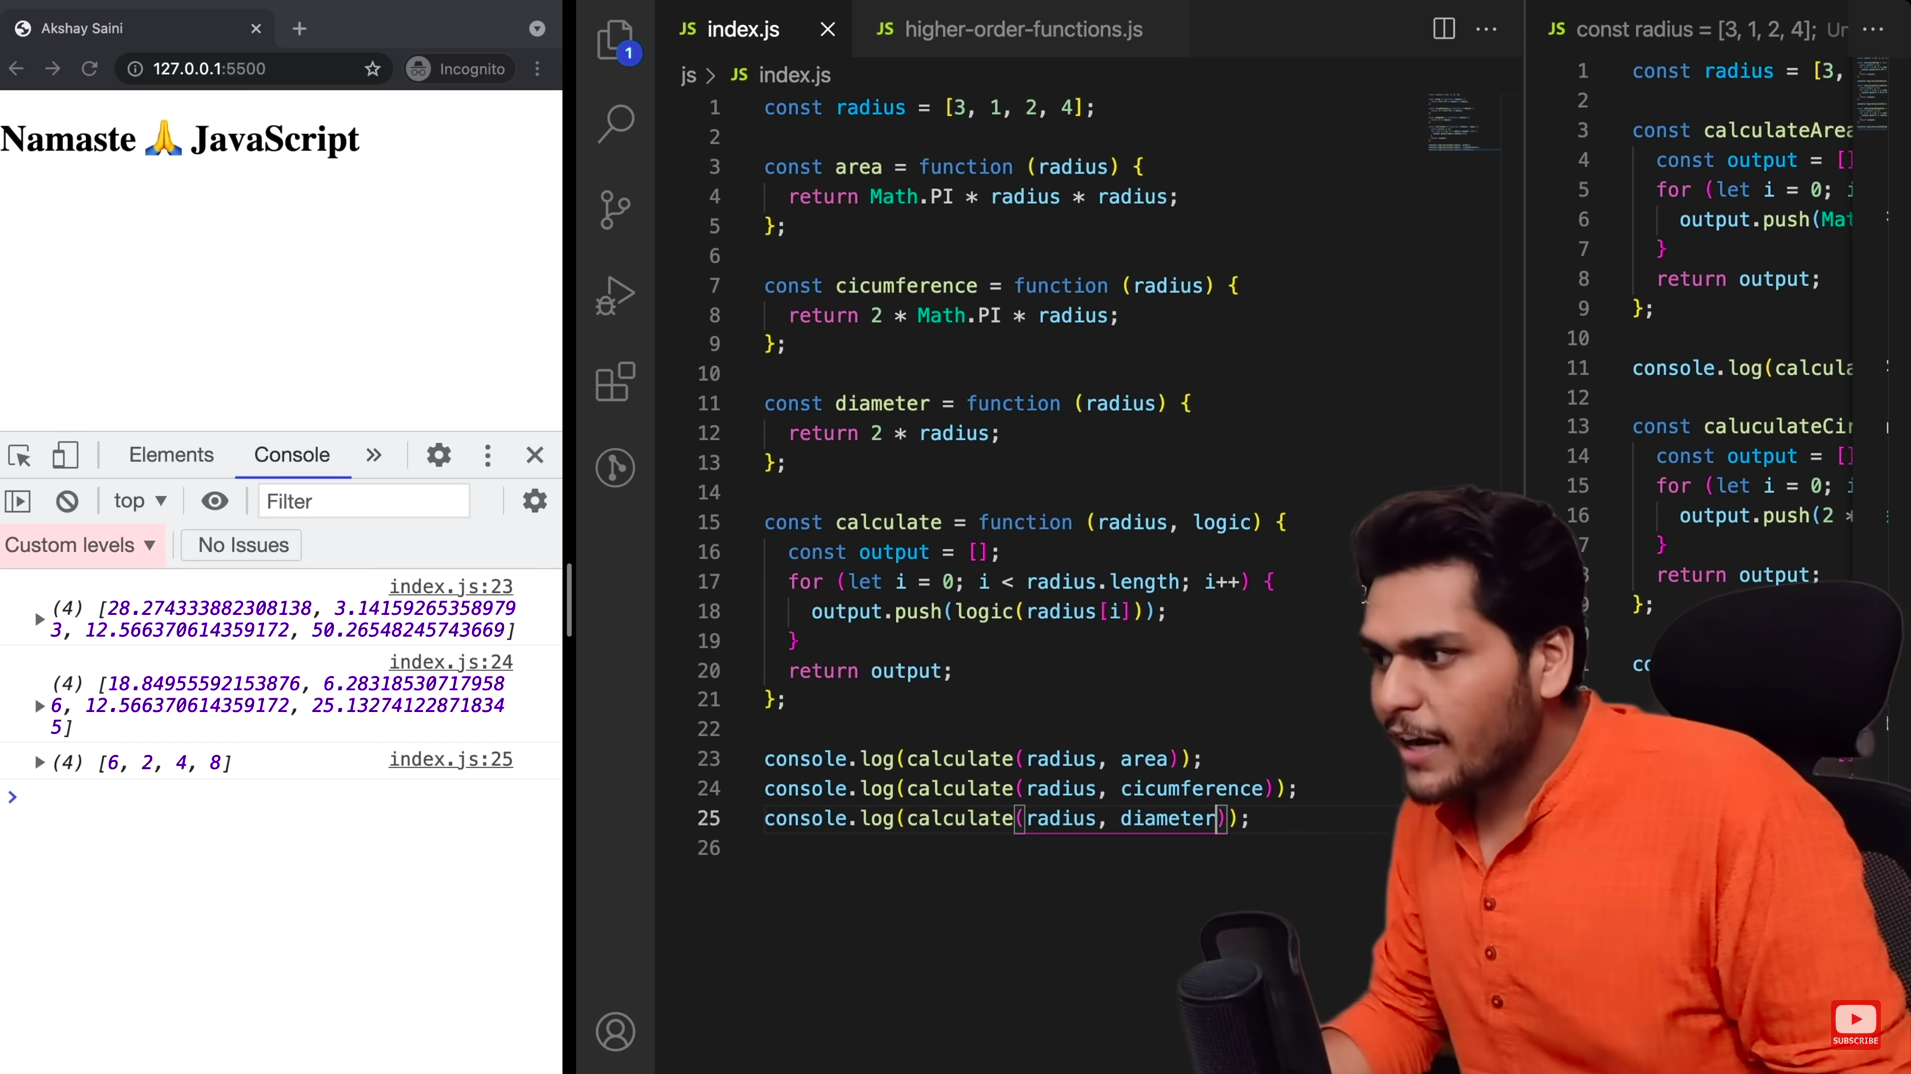 Akshay Saini
127.0.0.1:5500
Incognito
Namaste 🙏 JavaScript
Elements
Console
top ▼
Filter
Custom levels ▼
No Issues
index.js:23
(4) [28.274333882308138, 3.14159265358979
3, 12.566370614359172, 50.26548245743669]
index.js:24
(4) [18.84955592153876, 6.28318530717958
6, 12.566370614359172, 25.13274122871834
5]
(4) [6, 2, 4, 8] index.js:25
>
1
JS index.js
JS higher-order-functions.js
js > JS index.js
1 const radius = [3, 1, 2, 4];
2
3 const area = function (radius) {
4 return Math.PI * radius * radius;
5 };
6
7 const cicumference = function (radius) {
8 return 2 * Math.PI * radius;
9 };
10
11 const diameter = function (radius) {
12 return 2 * radius;
13 };
14
15 const calculate = function (radius, logic) {
16 const output = [];
17 for (let i = 0; i < radius.length; i++) {
18 output.push(logic(radius[i]));
19 }
20 return output;
21 };
22
23 console.log(calculate(radius, area));
24 console.log(calculate(radius, cicumference));
25 console.log(calculate(radius, diameter));
26
JS const radius = [3, 1, 2, 4]; Ur
1 const radius = [3,
2
3 const calculateArea
4 const output = []
5 for (let i = 0; i
6 output.push(Mat
7 }
8 return output;
9 };
10
11 console.log(calcula
12
13 const caluculateCir
14 const output = []
15 for (let i = 0; i
16 output.push(2 *
7 }
return output;
};
SUBSCRIBE